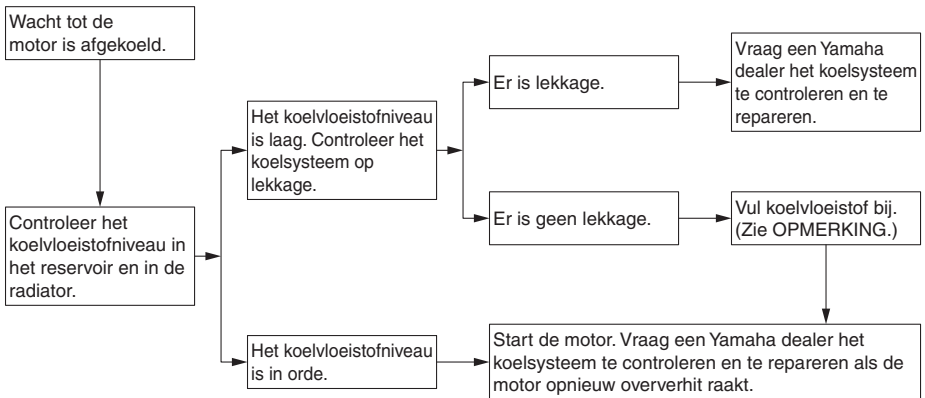 Wacht tot de
motor is afgekoeld.
Controleer het
koelvloeistofniveau in
het reservoir en in de
radiator.
Het koelvloeistofniveau
is laag. Controleer het
koelsysteem op
lekkage.
Het koelvloeistofniveau
is in orde.
Er is lekkage.
Er is geen lekkage.
Vraag een Yamaha
dealer het koelsysteem
te controleren en te
repareren.
Vul koelvloeistof bij.
(Zie OPMERKING.)
Start de motor. Vraag een Yamaha dealer het
koelsysteem te controleren en te repareren als de
motor opnieuw oververhit raakt.